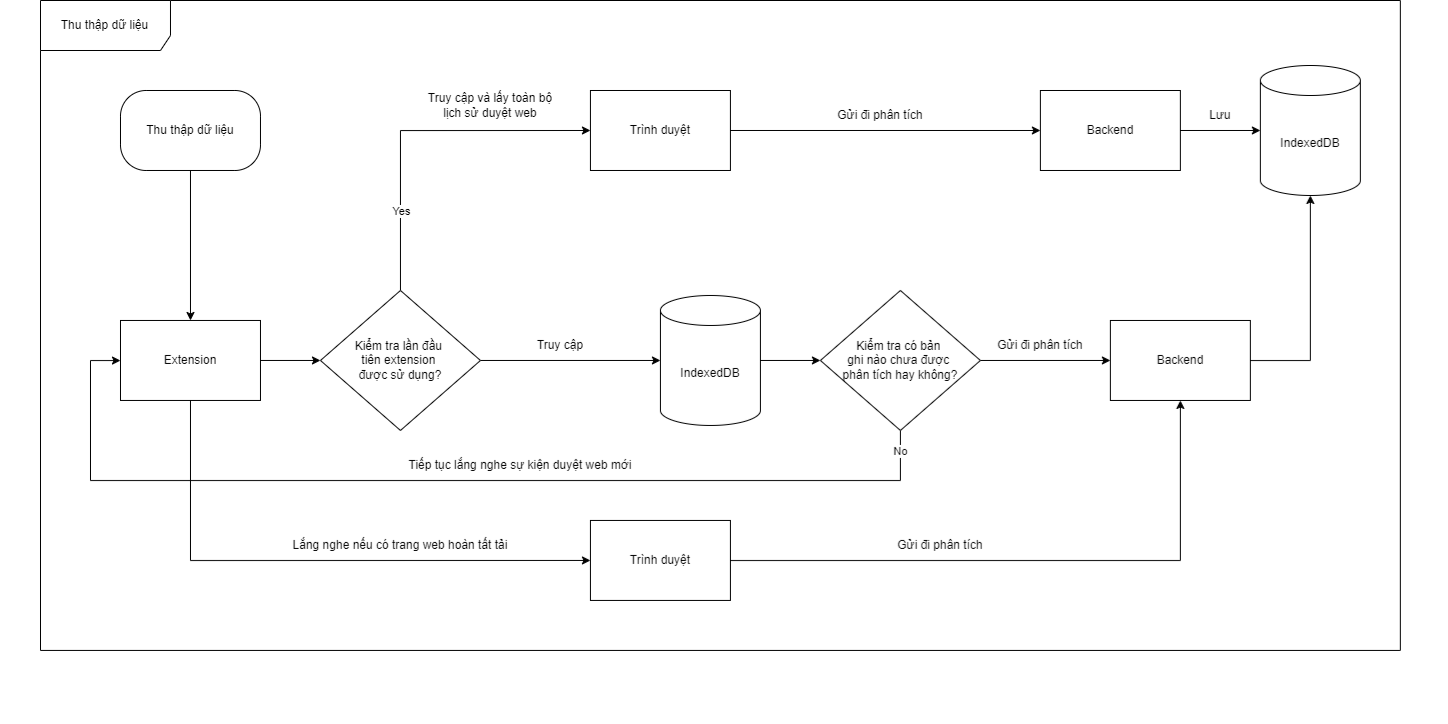 Thu thập dữ liệu
Thu thập dữ liệu
Truy cập và lấy toàn bộ
lịch sử duyệt web
Trình duyệt
Gửi đi phân tích
Backend
Lưu
IndexedDB
Yes
Extension
Kiểm tra lần đầu
tiên extension
được sử dụng?
Truy cập
IndexedDB
Kiểm tra có bản
ghi nào chưa được
phân tích hay không?
Gửi đi phân tích
Backend
No
Tiếp tục lắng nghe sự kiện duyệt web mới
Lắng nghe nếu có trang web hoàn tất tải
Trình duyệt
Gửi đi phân tích